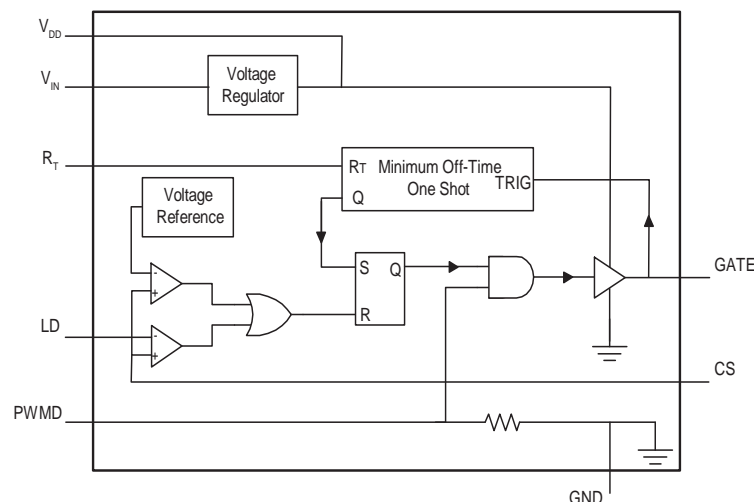 VDD
VIN
Voltage
Regulator
RT
RT
Minimum Off-Time
One Shot
TRIG
Q
Voltage
Reference
-
+
S
Q
R
GATE
LD
-
+
CS
PWMD
GND